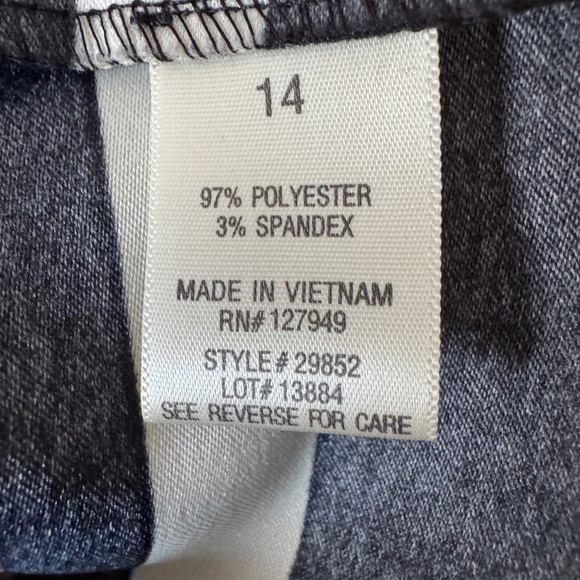 14
97% POLYESTER
3% SPANDEX
MADE IN VIETNAM
RN# 127949
STYLE# 29852
LOT# 13884
SEE REVERSE FOR CARE